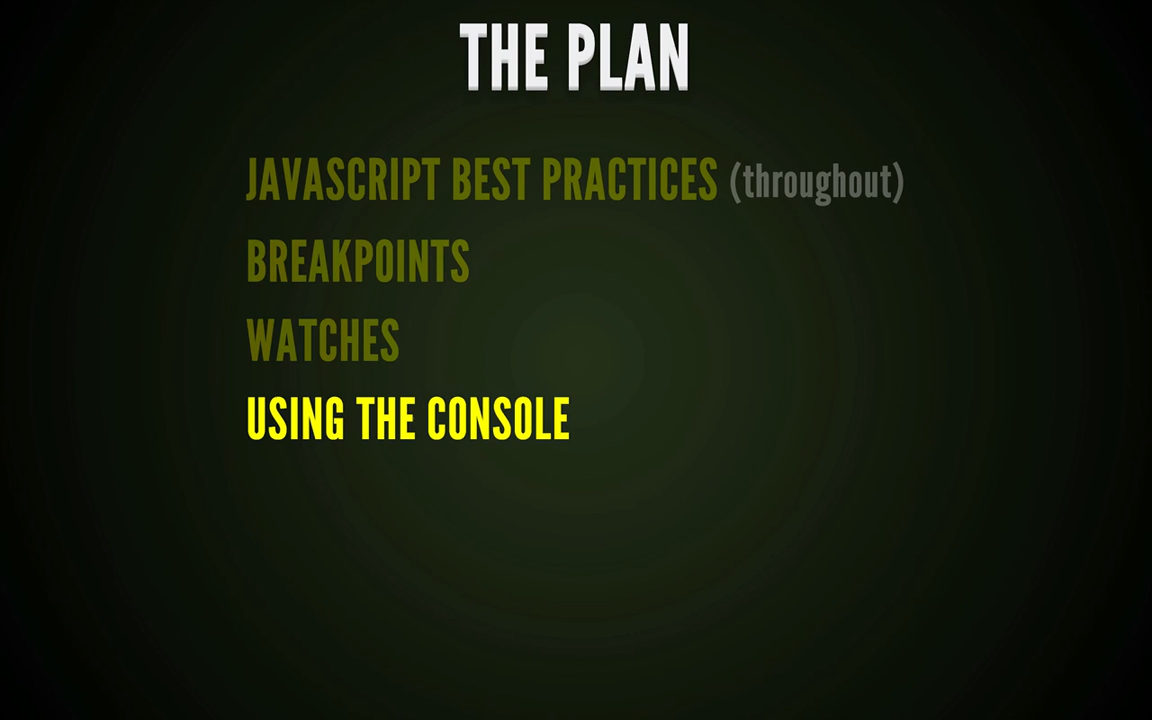 THE PLAN
JAVASCRIPT BEST PRACTICES (throughout)
BREAKPOINTS
WATCHES
USING THE CONSOLE